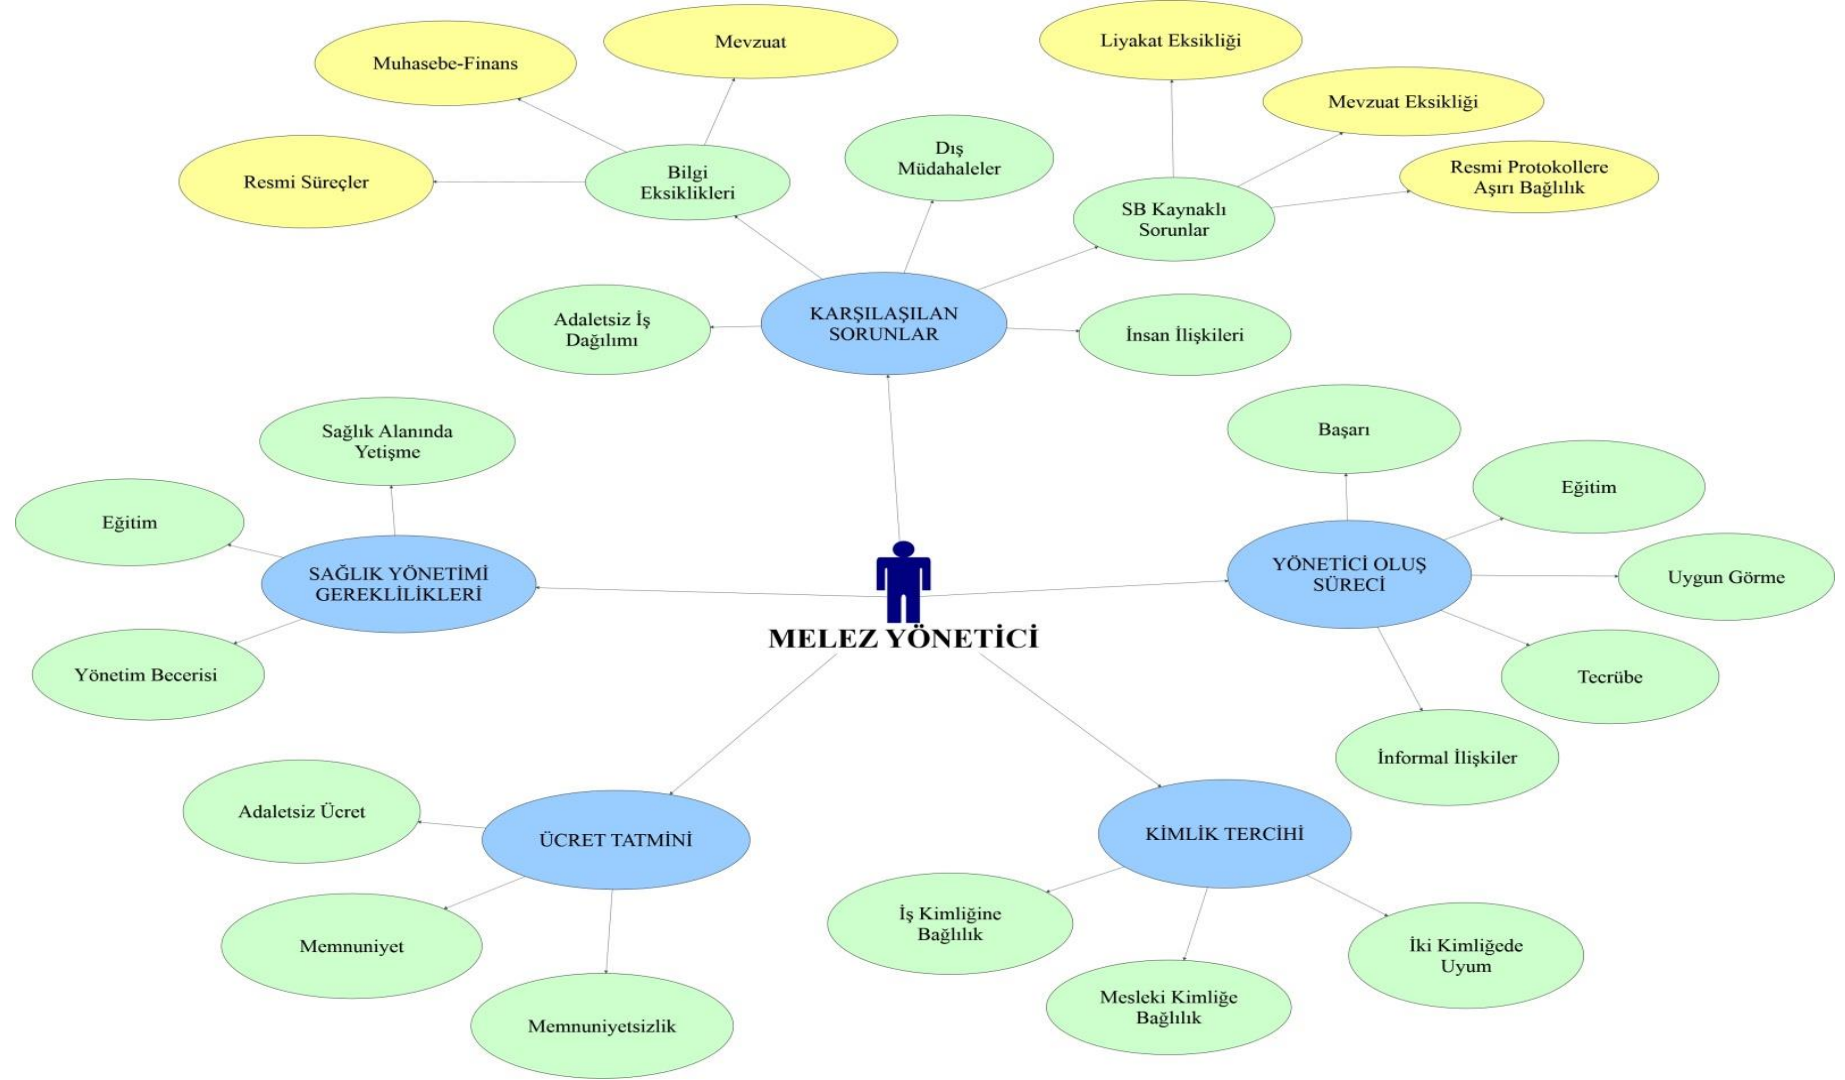 Liyakat Eksikliği
Mevzuat
Muhasebe-Finans
Mevzuat Eksikliği
Dış
Müdahaleler
Resmi Protokollere
Aşırı Bağlılık
Bilgi
Eksiklikleri
Resmi Süreçler
SB Kaynaklı
Sorunlar
KARŞILAŞILAN
SORUNLAR
Adaletsiz İş
Dağılımı
İnsan İlişkileri
Sağlık Alanında
Yetişme
Başarı
Eğitim
Eğitim
SAĞLIK YÖNETİMİ
GEREKLİLİKLERİ
YÖNETİCİ OLUŞ
SÜRECİ
Uygun Görme
MELEZ YÖNETİCİ
Yönetim Becerisi
Tecrübe
İnformal İlişkiler
Adaletsiz Ücret
ÜCRET TATMİNİ
KİMLİK TERCİHİ
İş Kimliğine
Bağlılık
Memnuniyet
İki Kimliğede
Uyum
Mesleki Kimliğe
Bağlılık
Memnuniyetsizlik